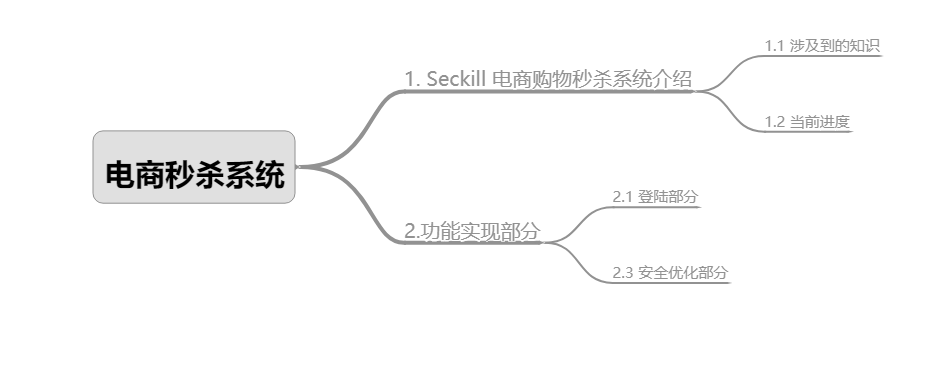 电商秒杀系统
1. Seckill 电商购物秒杀系统介绍
1.1 涉及到的知识
1.2 当前进度
2.功能实现部分
2.1 登陆部分
2.3 安全优化部分